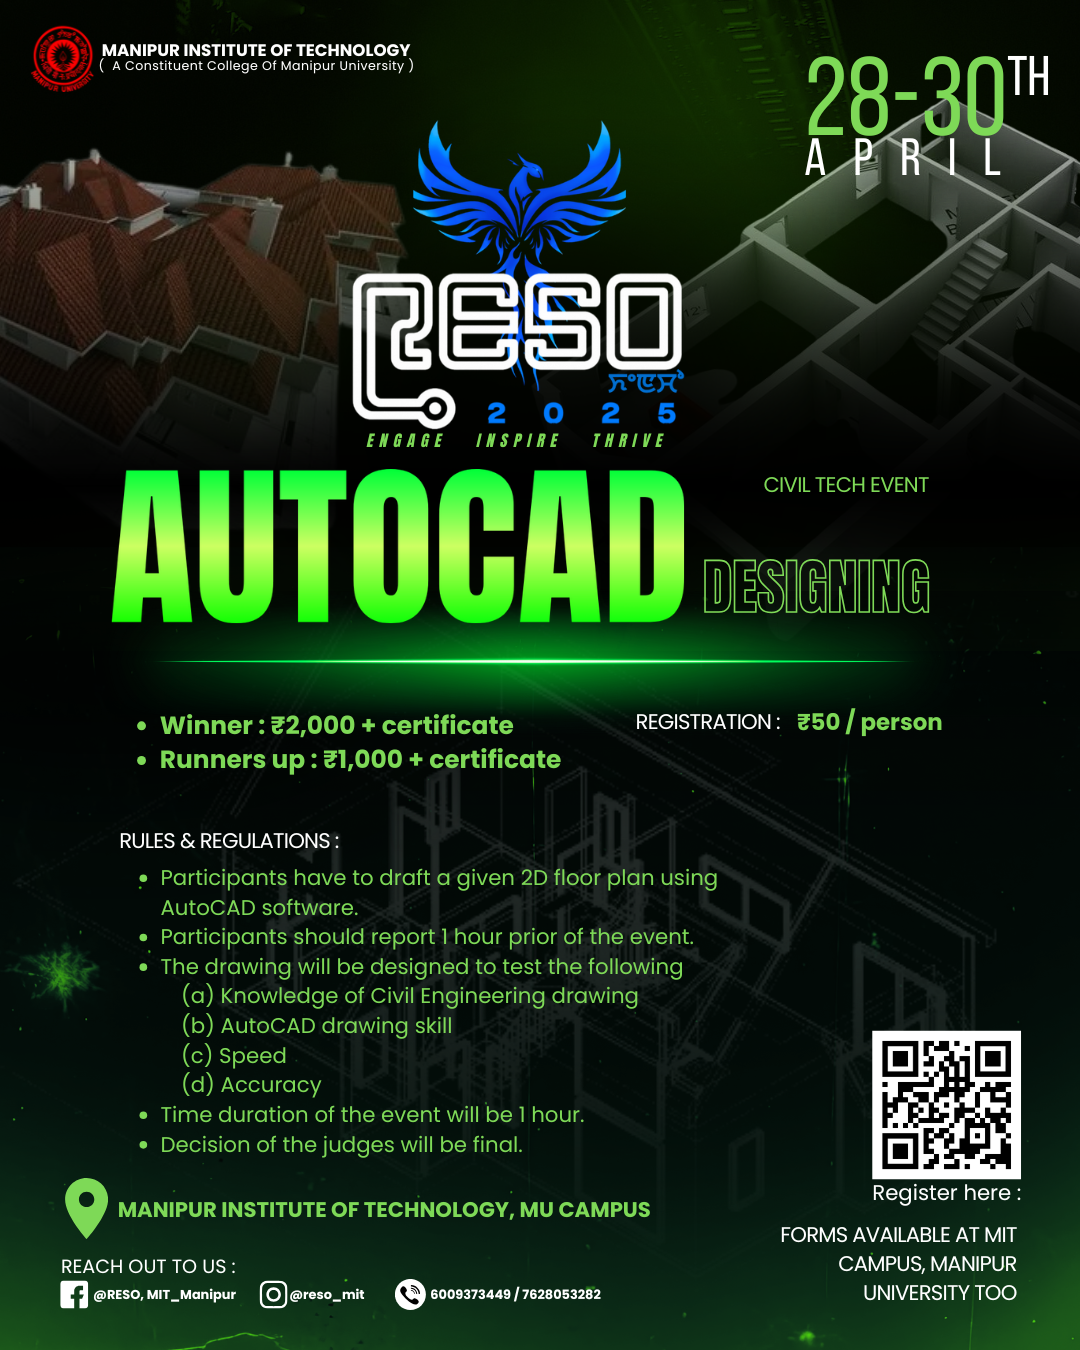 MANIPUR INSTITUTE OF TECHNOLOGY
( A Constituent College Of Manipur University )
28-30TH
APRIL
RESO
2025
ENGAGE INSPIRE THRIVE
AUTOCAD
CIVIL TECH EVENT
DESIGNING
• Winner : ₹2,000 + certificate
• Runners up : ₹1,000 + certificate
REGISTRATION : ₹50 / person
RULES & REGULATIONS :
• Participants have to draft a given 2D floor plan using
AutoCAD software.
• Participants should report 1 hour prior of the event.
• The drawing will be designed to test the following
(a) Knowledge of Civil Engineering drawing
(b) AutoCAD drawing skill
(c) Speed
(d) Accuracy
• Time duration of the event will be 1 hour.
• Decision of the judges will be final.
MANIPUR INSTITUTE OF TECHNOLOGY, MU CAMPUS
Register here :
FORMS AVAILABLE AT MIT
CAMPUS, MANIPUR
UNIVERSITY TOO
REACH OUT TO US :
@RESO, MIT_Manipur
@reso_mit
6009373449 / 7628053282